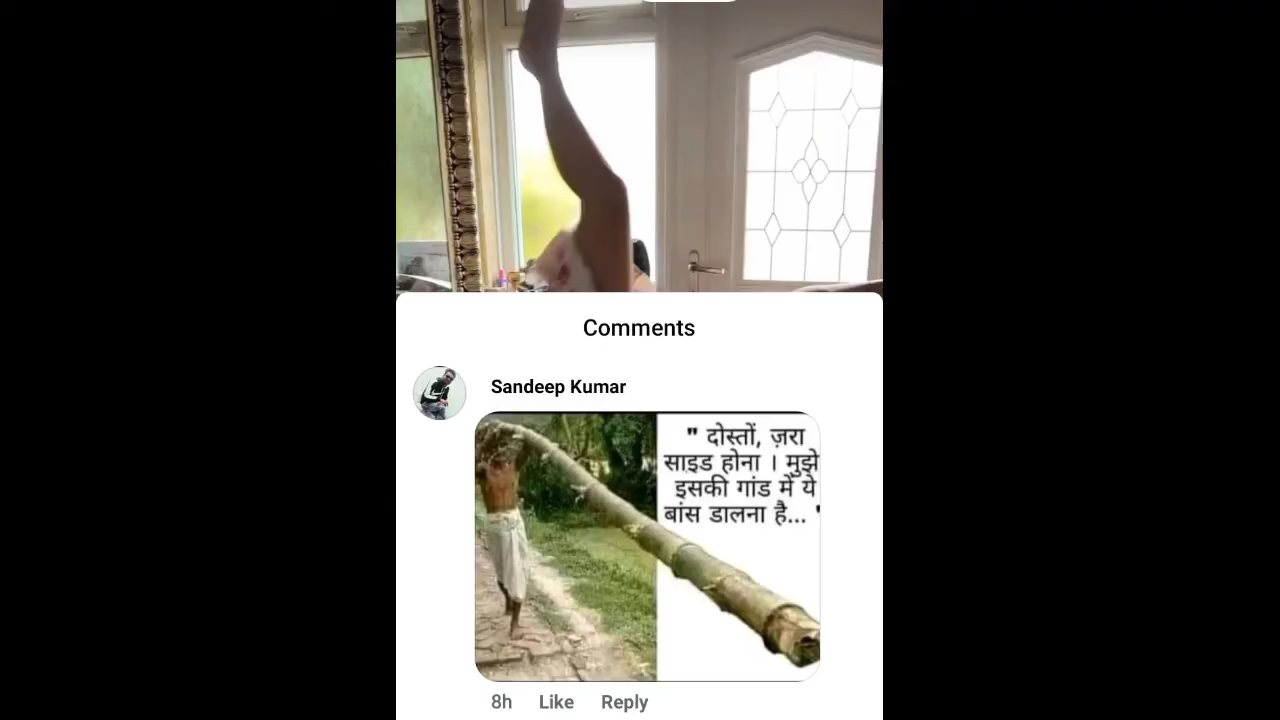 Comments
Sandeep Kumar
" दोस्तों, ज़रा
साइड होना । मुझे
इसकी गांड में ये
बांस डालना है... "
8h Like Reply